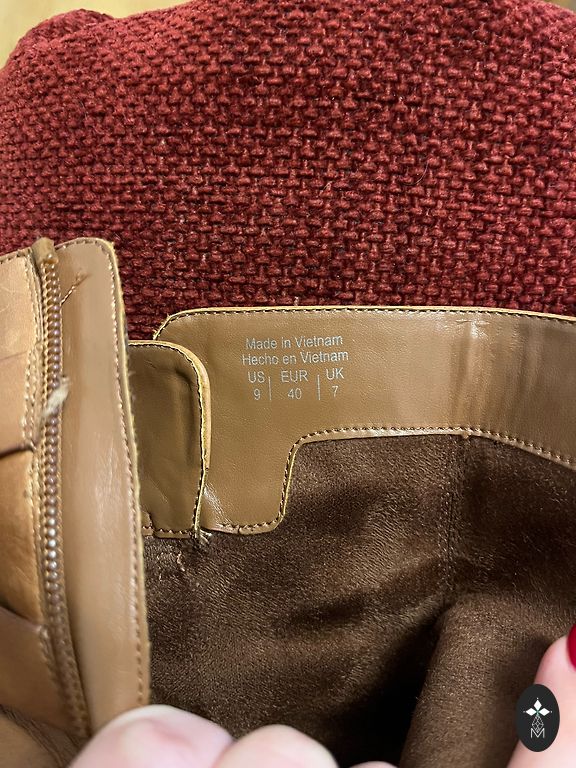 Made in Vietnam
Hecho en Vietnam
US | EUR | UK
9 | 40 | 7